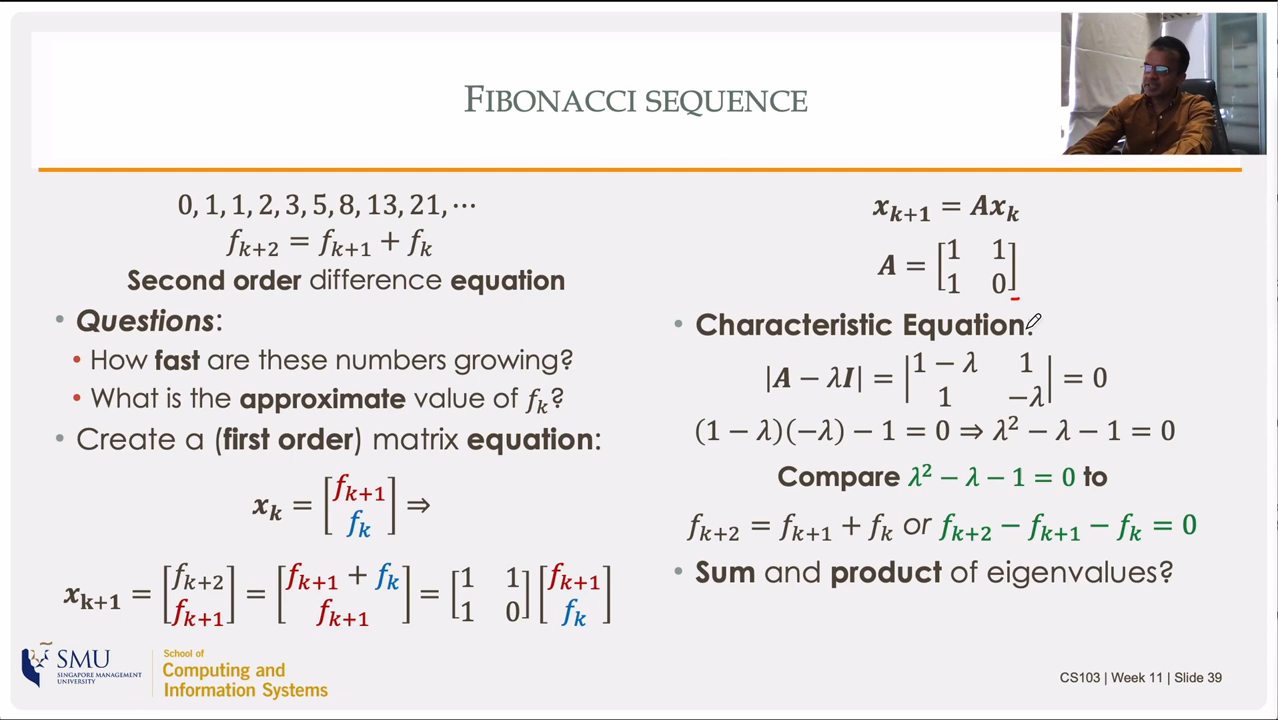 FIBONACCI SEQUENCE
0, 1, 1, 2, 3, 5, 8, 13, 21, ⋯
f_{k+2} = f_{k+1} + f_k
Second order difference equation
• Questions:
• How fast are these numbers growing?
• What is the approximate value of f_k?
• Create a (first order) matrix equation:
x_k = [f_{k+1}; f_k] ⇒
x_{k+1} = [f_{k+2}; f_{k+1}] = [f_{k+1} + f_k; f_{k+1}] = [1 1; 1 0] [f_{k+1}; f_k]
x_{k+1} = Ax_k
A = [1 1; 1 0]
• Characteristic Equation:
|A − λI| = |1 − λ 1; 1 −λ| = 0
(1 − λ)(−λ) − 1 = 0 ⇒ λ² − λ − 1 = 0
Compare λ² − λ − 1 = 0 to
f_{k+2} = f_{k+1} + f_k or f_{k+2} − f_{k+1} − f_k = 0
• Sum and product of eigenvalues?
SMU
SINGAPORE MANAGEMENT
UNIVERSITY
School of
Computing and
Information Systems
CS103 | Week 11 | Slide 39